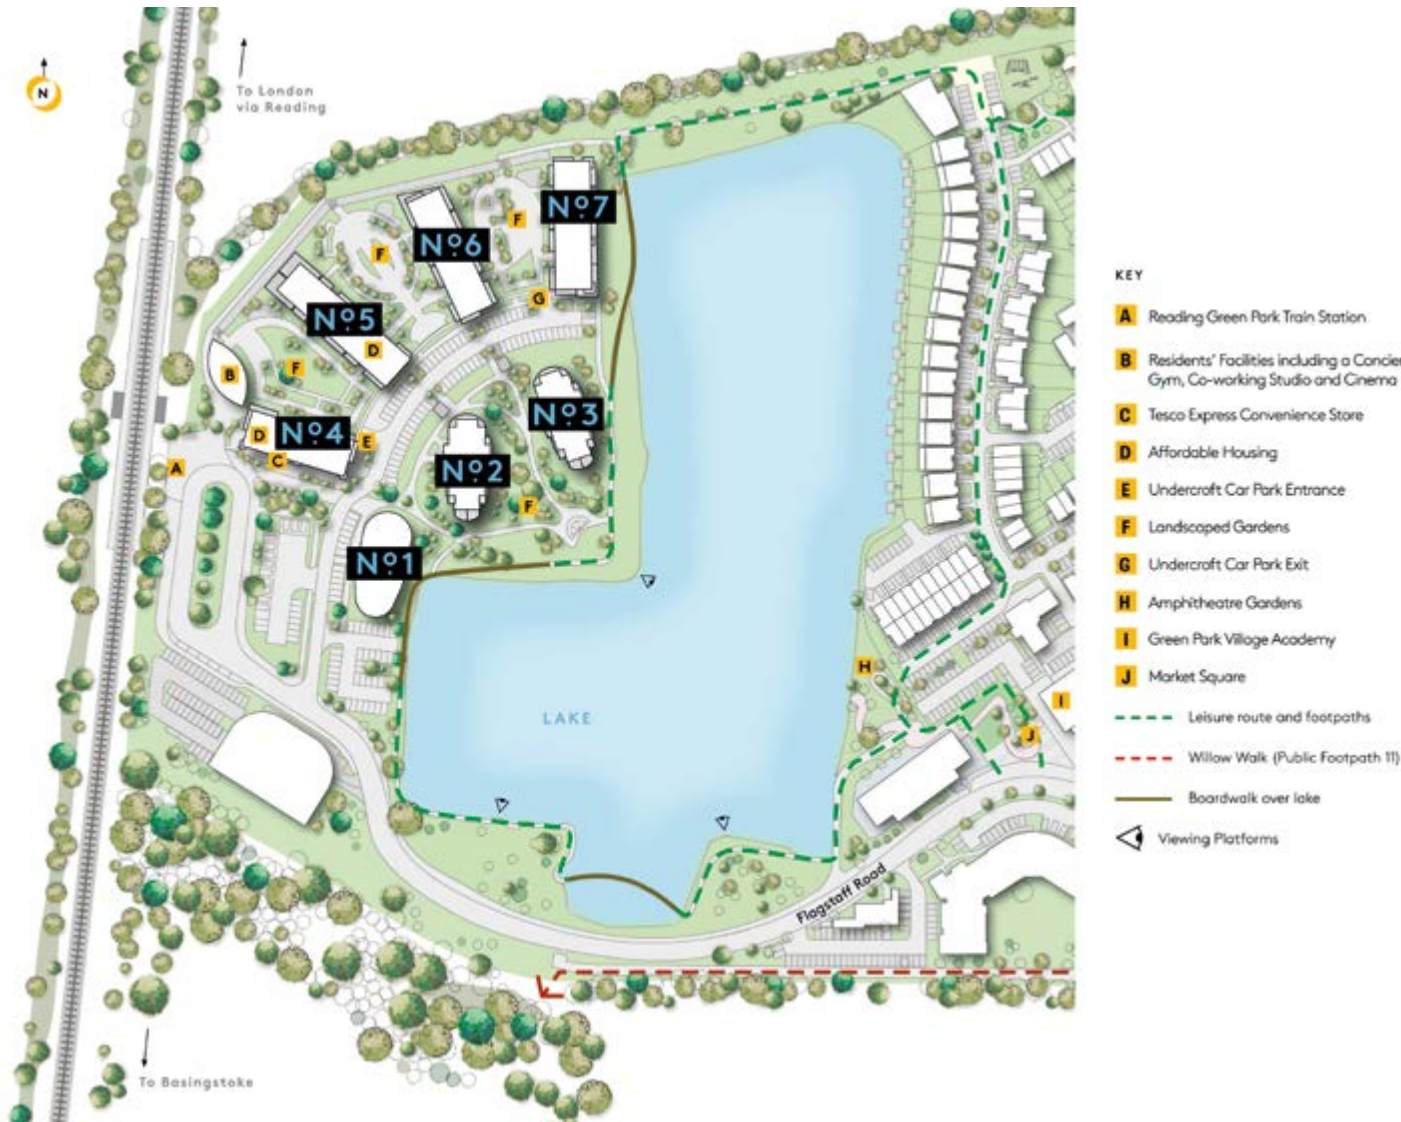 N
To London
via Reading
No7
F
No6
F
G
No5
D
F
B
No3
D
No4
E
C
A
No2
F
No1
H
LAKE
I
J
Flagstaff Road
To Basingstoke
KEY
A Reading Green Park Train Station
B Residents' Facilities including a Concier
Gym, Co-working Studio and Cinema
C Tesco Express Convenience Store
D Affordable Housing
E Undercroft Car Park Entrance
F Landscaped Gardens
G Undercroft Car Park Exit
H Amphitheatre Gardens
I Green Park Village Academy
J Market Square
Leisure route and footpaths
Willow Walk (Public Footpath 11)
Boardwalk over lake
Viewing Platforms